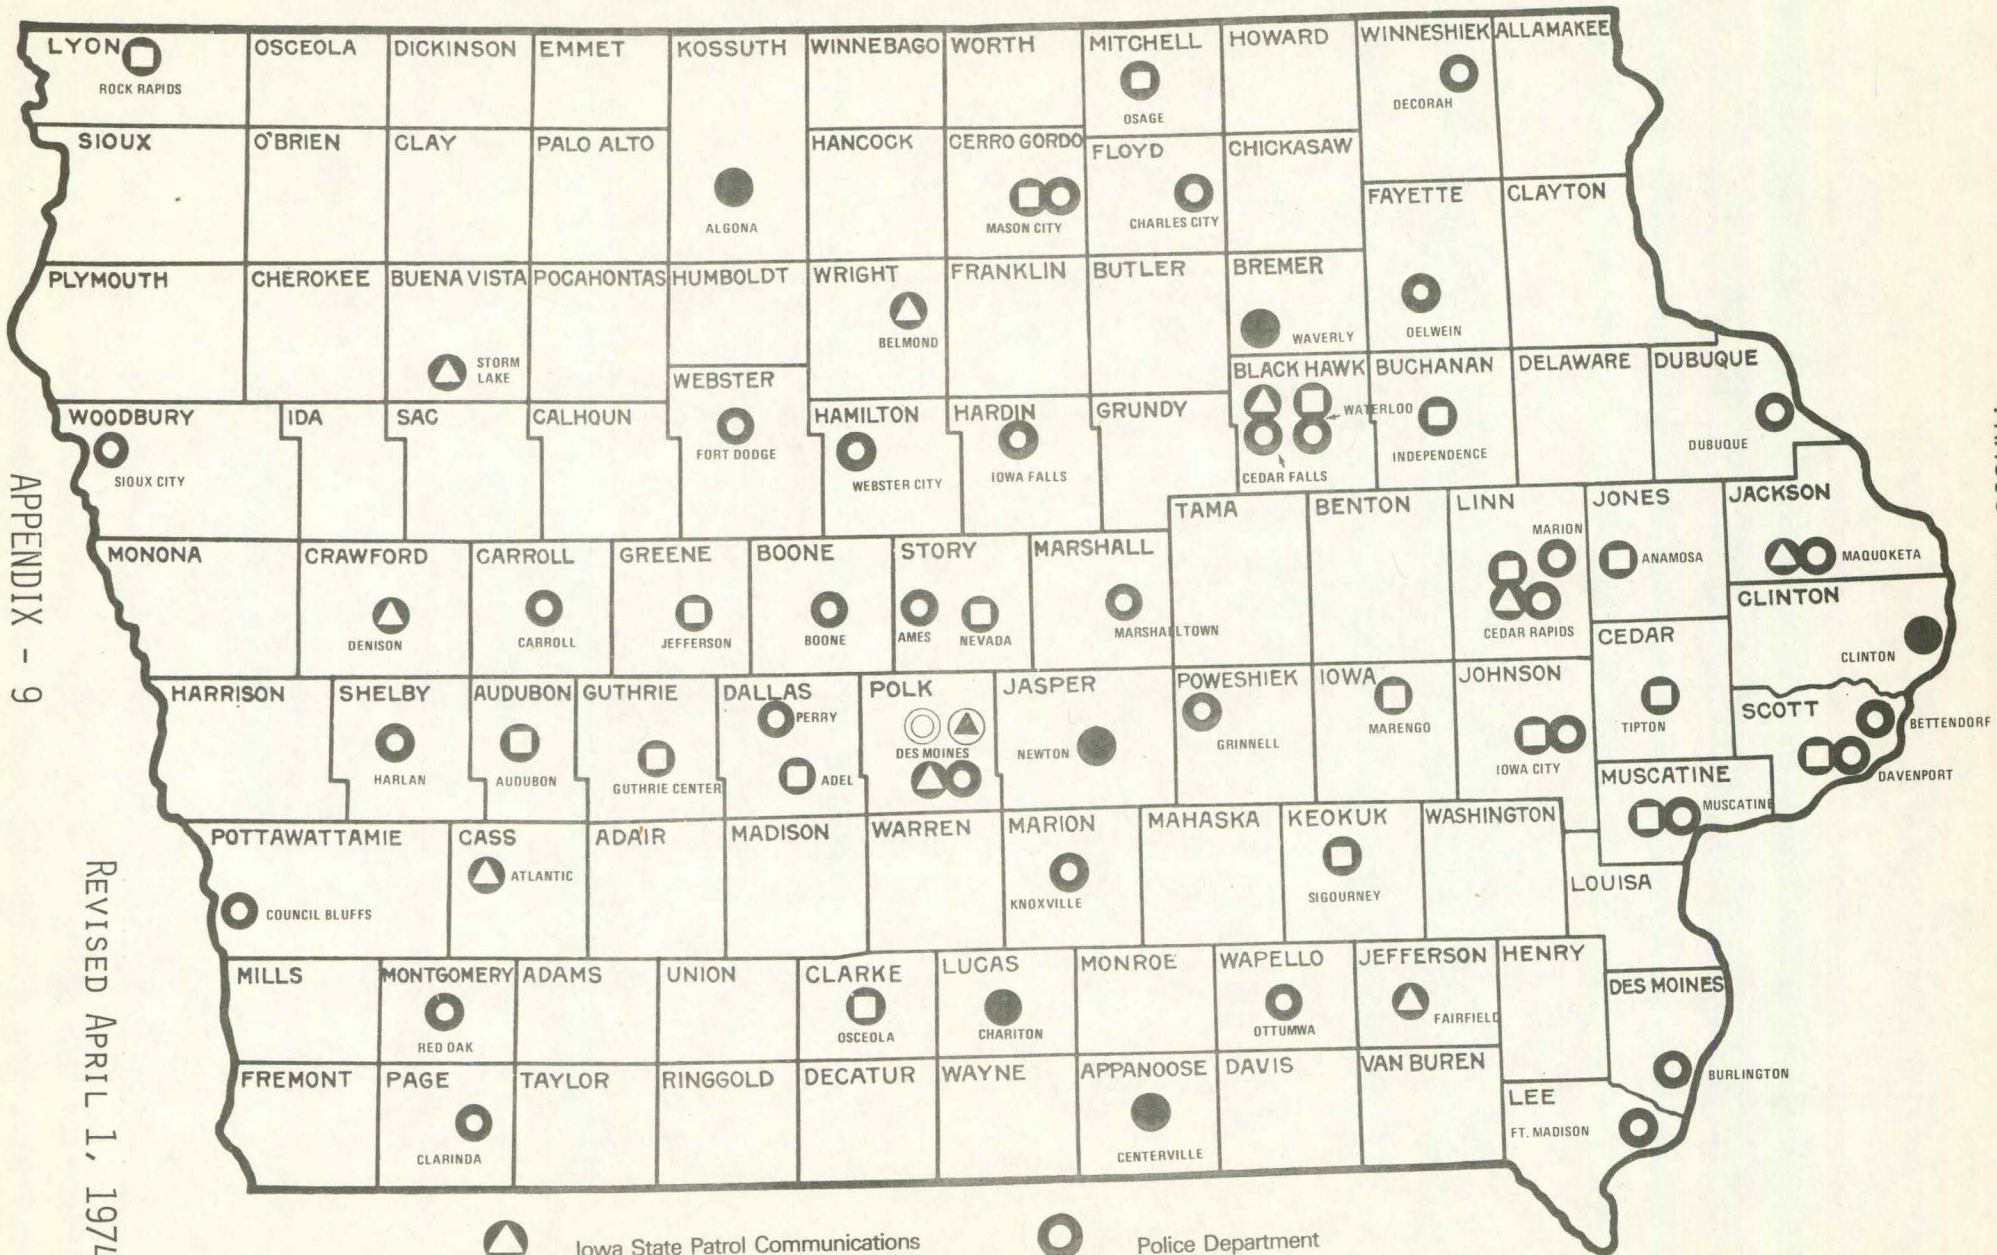 LYON
ROCK RAPIDS
OSCEOLA
DICKINSON
EMMET
KOSSUTH
ALGONA
WINNEBAGO
WORTH
MITCHELL
OSAGE
HOWARD
WINNESHIEK
DECORAH
ALLAMAKEE
SIOUX
O'BRIEN
CLAY
PALO ALTO
HANCOCK
CERRO GORDO
MASON CITY
FLOYD
CHARLES CITY
CHICKASAW
FAYETTE
OELWEIN
CLAYTON
PLYMOUTH
CHEROKEE
BUENA VISTA
STORM
LAKE
POCAHONTAS
HUMBOLDT
WRIGHT
BELMOND
FRANKLIN
BUTLER
BREMER
WAVERLY
WOODBURY
SIOUX CITY
IDA
SAC
CALHOUN
WEBSTER
FORT DODGE
HAMILTON
WEBSTER CITY
HARDIN
IOWA FALLS
GRUNDY
BLACK HAWK
WATERLOO
CEDAR FALLS
BUCHANAN
INDEPENDENCE
DELAWARE
DUBUQUE
DUBUQUE
MONONA
CRAWFORD
DENISON
CARROLL
CARROLL
GREENE
JEFFERSON
BOONE
BOONE
STORY
AMES
NEVADA
MARSHALL
MARSHALLTOWN
TAMA
BENTON
LINN
MARION
CEDAR RAPIDS
JONES
ANAMOSA
JACKSON
MAQUOKETA
CLINTON
CLINTON
HARRISON
SHELBY
HARLAN
AUDUBON
AUDUBON
GUTHRIE
GUTHRIE CENTER
DALLAS
PERRY
ADEL
POLK
DES MOINES
JASPER
NEWTON
POWESHIEK
GRINNELL
IOWA
MARENGO
JOHNSON
IOWA CITY
CEDAR
TIPTON
SCOTT
BETTENDORF
DAVENPORT
MUSCATINE
MUSCATINE
POTTAWATTAMIE
COUNCIL BLUFFS
CASS
ATLANTIC
ADAIR
MADISON
WARREN
MARION
KNOXVILLE
MAHASKA
KEOKUK
SIGOURNEY
WASHINGTON
LOUISA
MILLS
MONTGOMERY
RED OAK
ADAMS
UNION
CLARKE
OSCEOLA
LUCAS
CHARITON
MONROE
WAPELLO
OTTUMWA
JEFFERSON
FAIRFIELD
HENRY
DES MOINES
BURLINGTON
FREMONT
PAGE
CLARINDA
TAYLOR
RINGGOLD
DECATUR
WAYNE
APPANOOSE
CENTERVILLE
DAVIS
VAN BUREN
LEE
FT. MADISON
Iowa State Patrol Communications
Police Department
APPENDIX - 9
REVISED APRIL 1, 1974